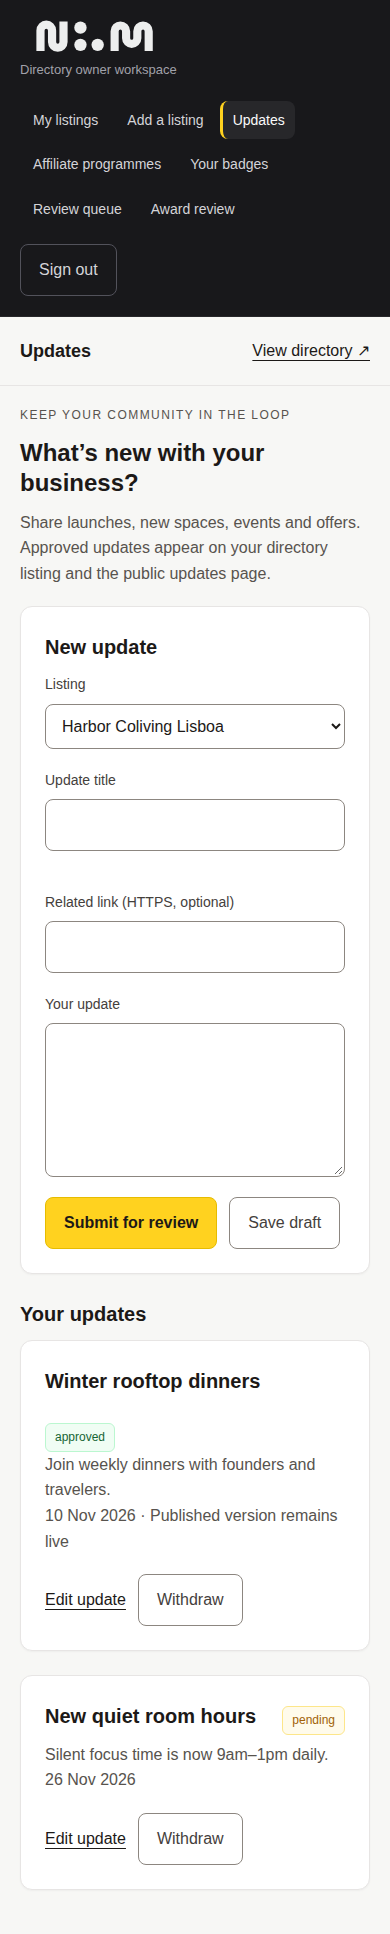 Directory owner workspace
My listings
Add a listing
Updates
Affiliate programmes
Your badges
Review queue
Award review
Sign out
Updates
View directory ↗
KEEP YOUR COMMUNITY IN THE LOOP
What’s new with your
business?
Share launches, new spaces, events and offers.
Approved updates appear on your directory
listing and the public updates page.
New update
Listing
Harbor Coliving Lisboa
Update title
Related link (HTTPS, optional)
Your update
Submit for review
Save draft
Your updates
Winter rooftop dinners
approved
Join weekly dinners with founders and
travelers.
10 Nov 2026 · Published version remains
live
Edit update
Withdraw
New quiet room hours
pending
Silent focus time is now 9am–1pm daily.
26 Nov 2026
Edit update
Withdraw